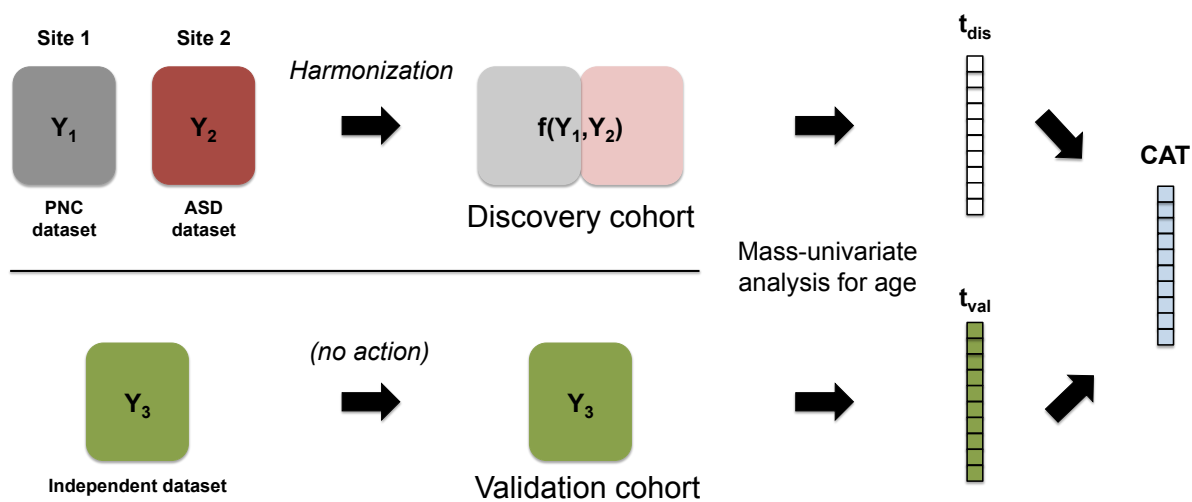 Site 1
Site 2
Harmonization
Y1
Y2
f(Y1,Y2)
PNC
dataset
ASD
dataset
Discovery cohort
tdis
CAT
Mass-univariate
analysis for age
tval
(no action)
Y3
Y3
Independent dataset
Validation cohort